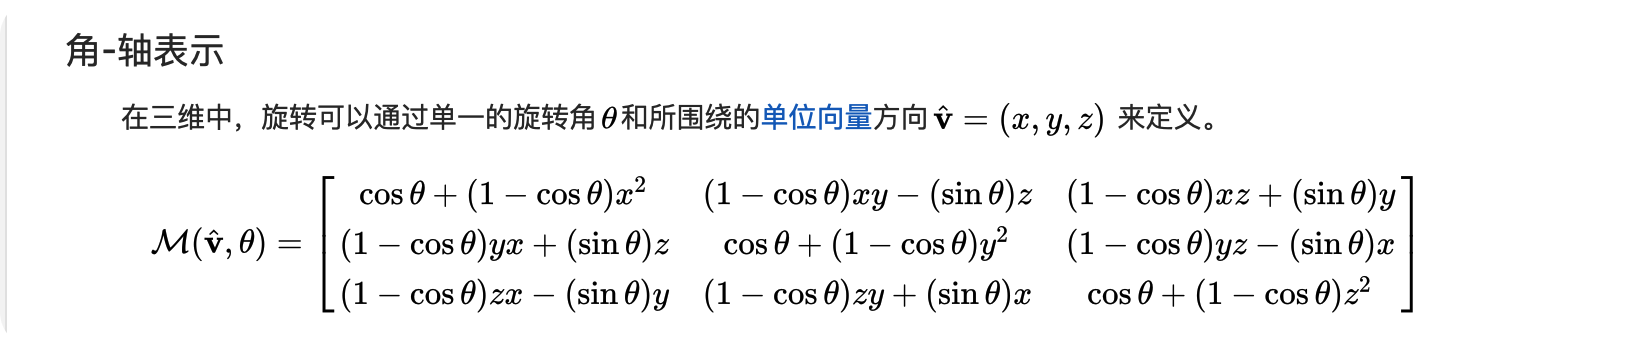 角-轴表示
在三维中，旋转可以通过单一的旋转角 θ 和所围绕的单位向量方向 v̂ = (x, y, z) 来定义。
cos θ + (1 − cos θ)x² (1 − cos θ)xy − (sin θ)z (1 − cos θ)xz + (sin θ)y
M(v̂, θ) = (1 − cos θ)yx + (sin θ)z cos θ + (1 − cos θ)y² (1 − cos θ)yz − (sin θ)x
(1 − cos θ)zx − (sin θ)y (1 − cos θ)zy + (sin θ)x cos θ + (1 − cos θ)z²